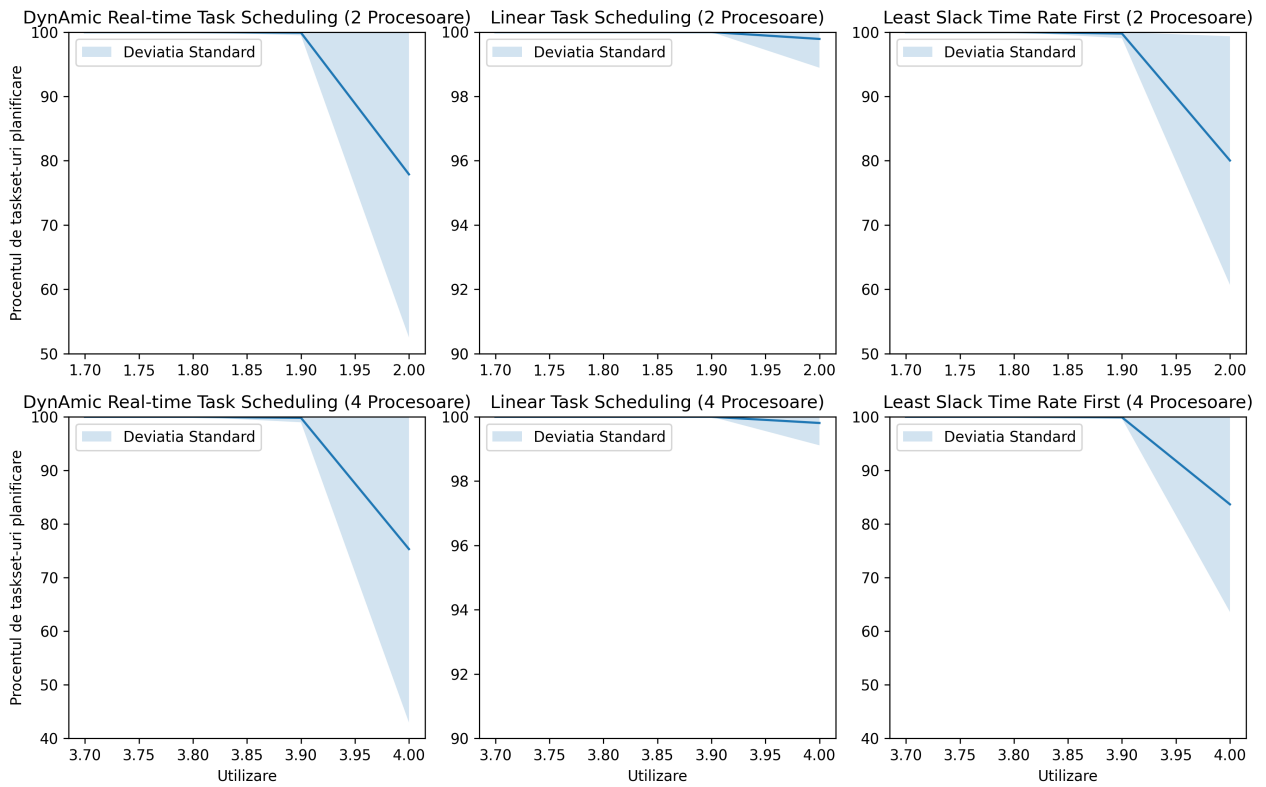 DynAmic Real-time Task Scheduling (2 Procesoare)
Procentul de taskset-uri planificare
100
90
80
70
60
50
Deviatia Standard
1.70 1.75 1.80 1.85 1.90 1.95 2.00
Linear Task Scheduling (2 Procesoare)
100
98
96
94
92
90
Deviatia Standard
1.70 1.75 1.80 1.85 1.90 1.95 2.00
Least Slack Time Rate First (2 Procesoare)
100
90
80
70
60
50
Deviatia Standard
1.70 1.75 1.80 1.85 1.90 1.95 2.00
DynAmic Real-time Task Scheduling (4 Procesoare)
Procentul de taskset-uri planificare
100
90
80
70
60
50
40
Deviatia Standard
3.70 3.75 3.80 3.85 3.90 3.95 4.00
Utilizare
Linear Task Scheduling (4 Procesoare)
100
98
96
94
92
90
Deviatia Standard
3.70 3.75 3.80 3.85 3.90 3.95 4.00
Utilizare
Least Slack Time Rate First (4 Procesoare)
100
90
80
70
60
50
40
Deviatia Standard
3.70 3.75 3.80 3.85 3.90 3.95 4.00
Utilizare